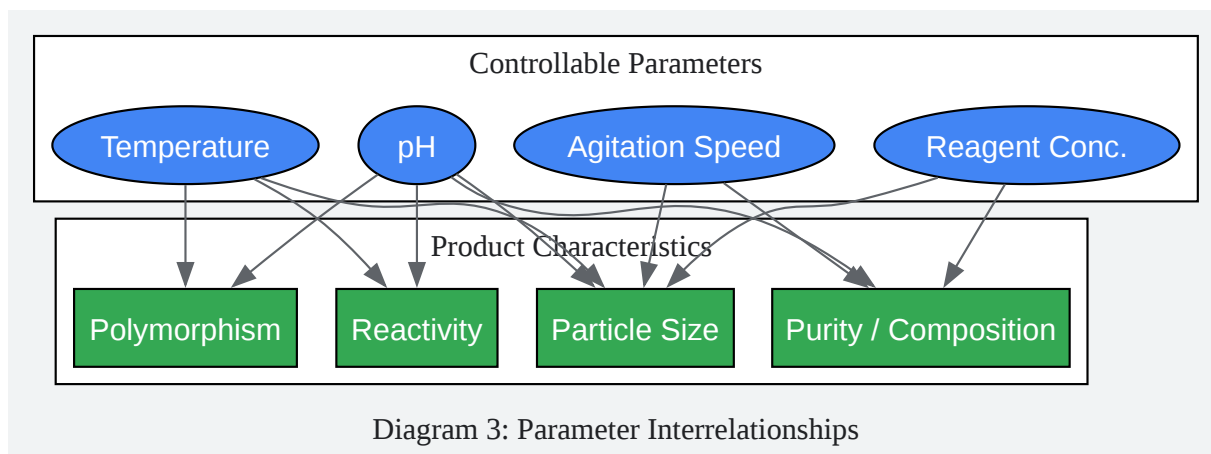 Controllable Parameters
Temperature
pH
Agitation Speed
Reagent Conc.
Product Characteristics
Polymorphism
Reactivity
Particle Size
Purity / Composition
Diagram 3: Parameter Interrelationships